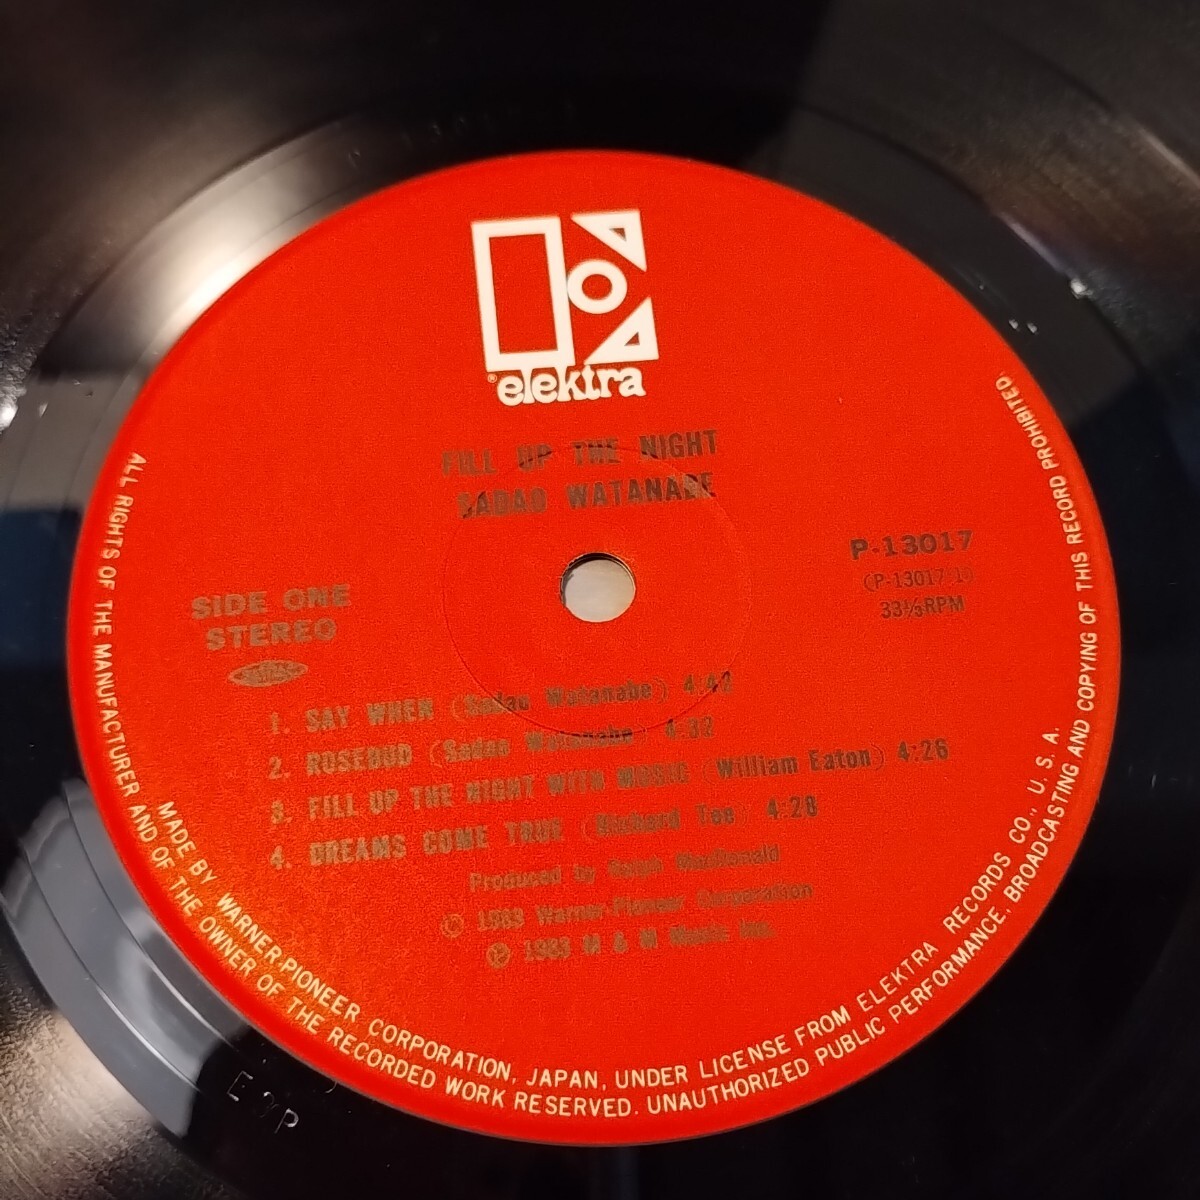 elektra
®
FILL UP THE NIGHT
SADAO WATANABE
P-13017
(P-13017-1)
33⅓RPM
SIDE ONE
STEREO
1. SAY WHEN (Sadao Watanabe) 4:42
2. ROSEBUD (Sadao Watanabe) 4:32
3. FILL UP THE NIGHT WITH MUSIC (William Eaton) 4:26
4. DREAMS COME TRUE (Richard Tee) 4:20
Produced by Ralph MacDonald
1983 Warner-Pioneer Corporation
℗ 1983 M & M Music Inc.
MADE BY WARNER-PIONEER CORPORATION, JAPAN, UNDER LICENSE FROM ELEKTRA RECORDS CO., U. S. A.
ALL RIGHTS OF THE MANUFACTURER AND OF THE OWNER OF THE RECORDED WORK RESERVED. UNAUTHORIZED PUBLIC PERFORMANCE, BROADCASTING AND COPYING OF THIS RECORD PROHIBITED.